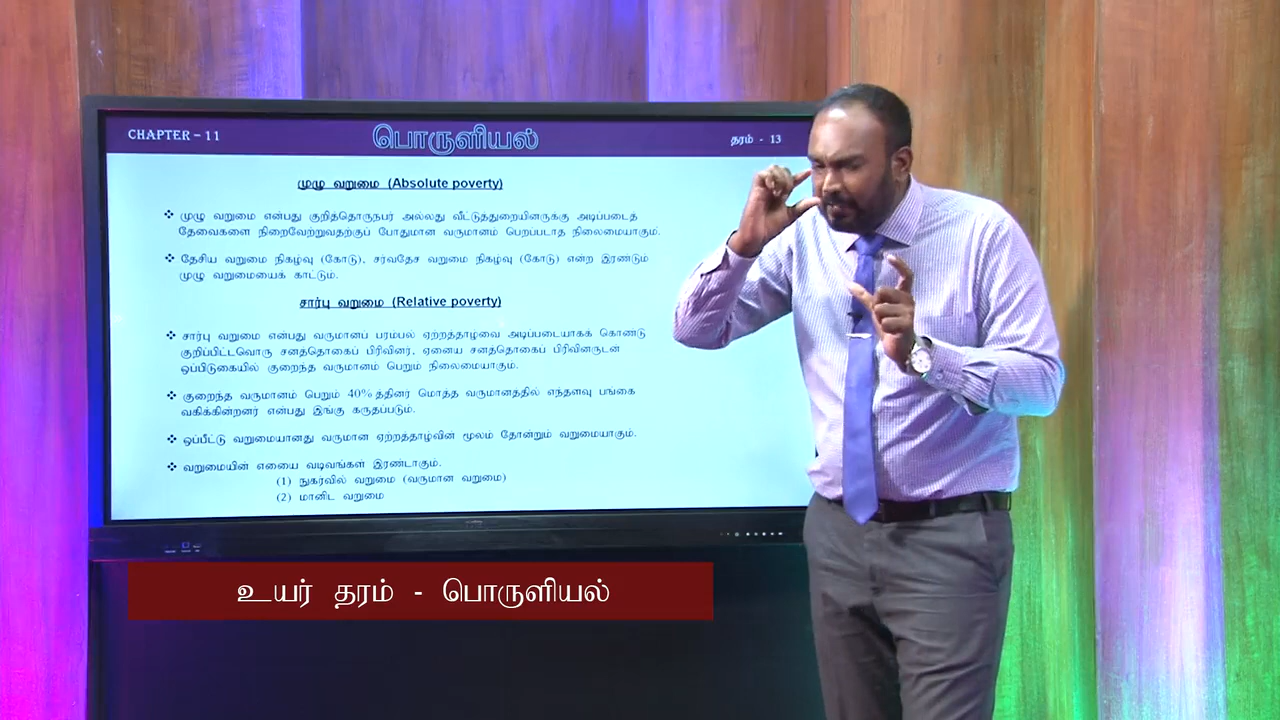 CHAPTER – 11
பொருளியல்
தரம் - 13
முழு வறுமை (Absolute poverty)
❖ முழு வறுமை என்பது குறித்தொருநபர் அல்லது வீட்டுத்துறையினருக்கு அடிப்படைத்
தேவைகளை நிறைவேற்றுவதற்குப் போதுமான வருமானம் பெறப்படாத நிலைமையாகும்.
❖ தேசிய வறுமை நிகழ்வு (கோடு), சர்வதேச வறுமை நிகழ்வு (கோடு) என்ற இரண்டும்
முழு வறுமையைக் காட்டும்.
சார்பு வறுமை (Relative poverty)
❖ சார்பு வறுமை என்பது வருமானப் பரம்பல் ஏற்றத்தாழ்வை அடிப்படையாகக் கொண்டு
குறிப்பிட்டவொரு சனத்தொகைப் பிரிவினர், ஏனைய சனத்தொகைப் பிரிவினருடன்
ஒப்பிடுகையில் குறைந்த வருமானம் பெறும் நிலைமையாகும்.
❖ குறைந்த வருமானம் பெறும் 40% த்தினர் மொத்த வருமானத்தில் எந்தளவு பங்கை
வகிக்கின்றனர் என்பது இங்கு கருதப்படும்.
❖ ஒப்பீட்டு வறுமையானது வருமான ஏற்றத்தாழ்வின் மூலம் தோன்றும் வறுமையாகும்.
❖ வறுமையின் எனயை வடிவங்கள் இரண்டாகும்.
(1) நுகர்வில் வறுமை (வருமான வறுமை)
(2) மானிட வறுமை
உயர் தரம் - பொருளியல்